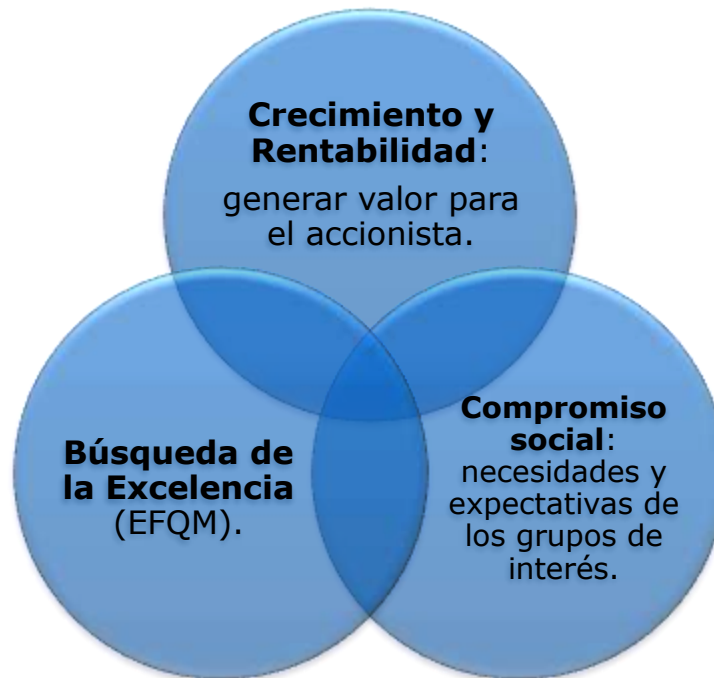 Crecimiento y
Rentabilidad:
generar valor para
el accionista.
Búsqueda de
la Excelencia
(EFQM).
Compromiso
social:
necesidades y
expectativas de
los grupos de
interés.